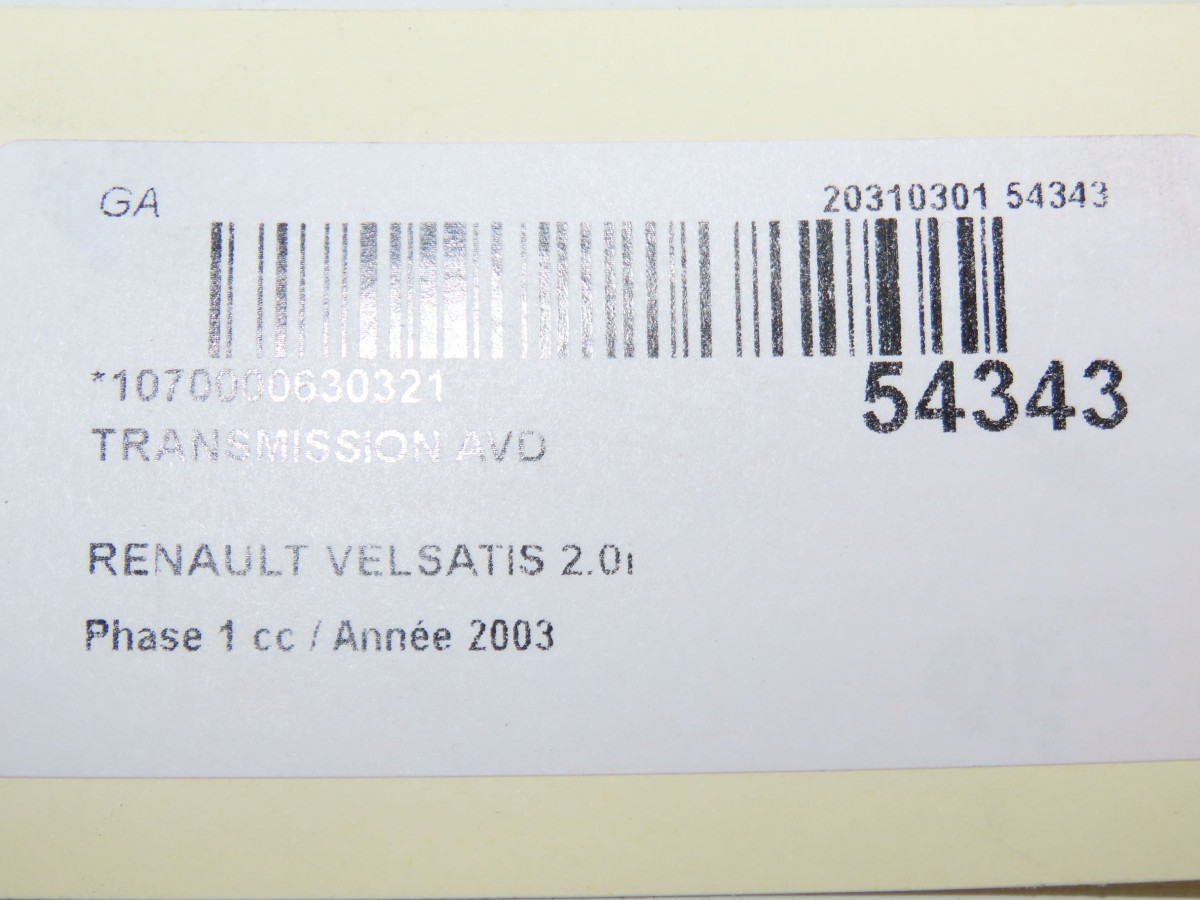 GA
20310301 54343
*1070000630321
54343
TRANSMISSION AVD
RENAULT VELSATIS 2.0i
Phase 1 cc / Année 2003